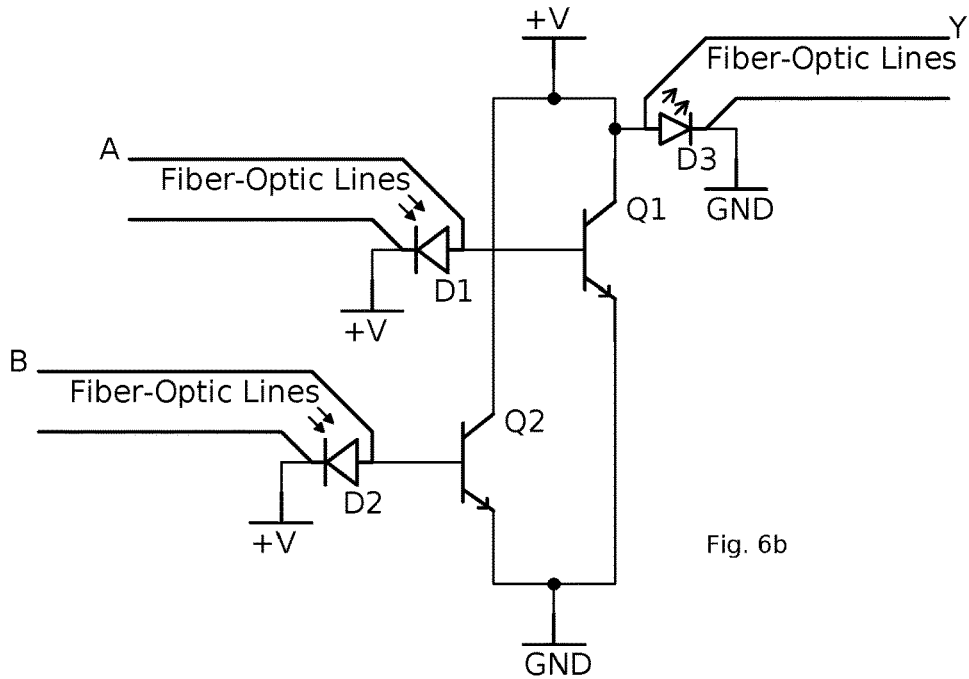 +V
Y
Fiber-Optic Lines
D3
GND
A
Fiber-Optic Lines
Q1
D1
+V
B
Fiber-Optic Lines
Q2
D2
+V
Fig. 6b
GND